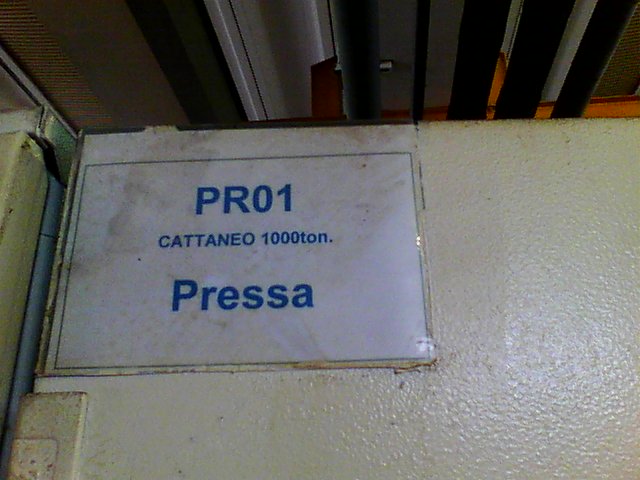 PR01
CATTANEO 1000ton.
Pressa